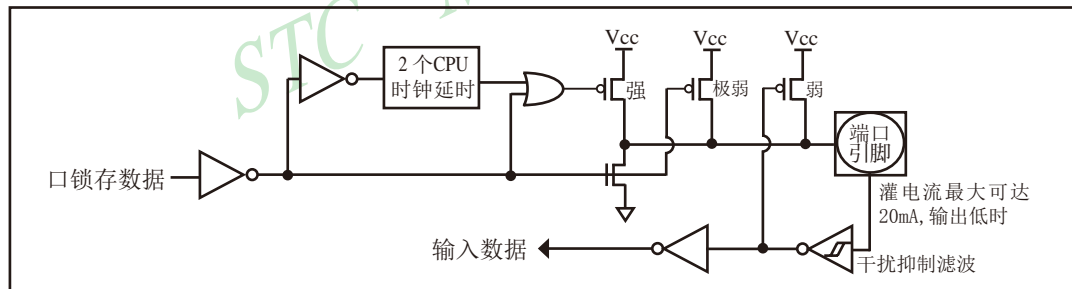 STC
Vcc
Vcc
Vcc
2 个CPU
时钟延时
强
极弱
弱
端口
引脚
口锁存数据
灌电流最大可达
20mA,输出低时
输入数据
干扰抑制滤波